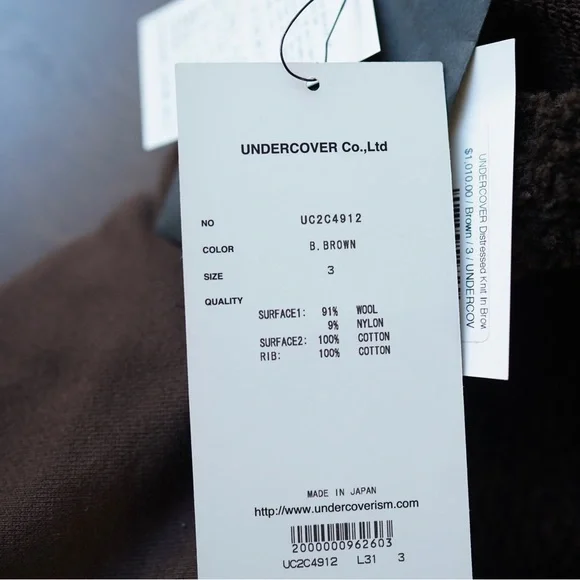 UNDERCOVER Co.,Ltd
NO UC2C4912
COLOR B.BROWN
SIZE 3
QUALITY
SURFACE1: 91% WOOL
9% NYLON
SURFACE2: 100% COTTON
RIB: 100% COTTON
MADE IN JAPAN
http://www.undercoverism.com
2000000962603
UC2C4912 L31 3
UNDERCOVER Distressed Knit In Brow
$1,010.00 / Brown / 3 / UNDERCOV